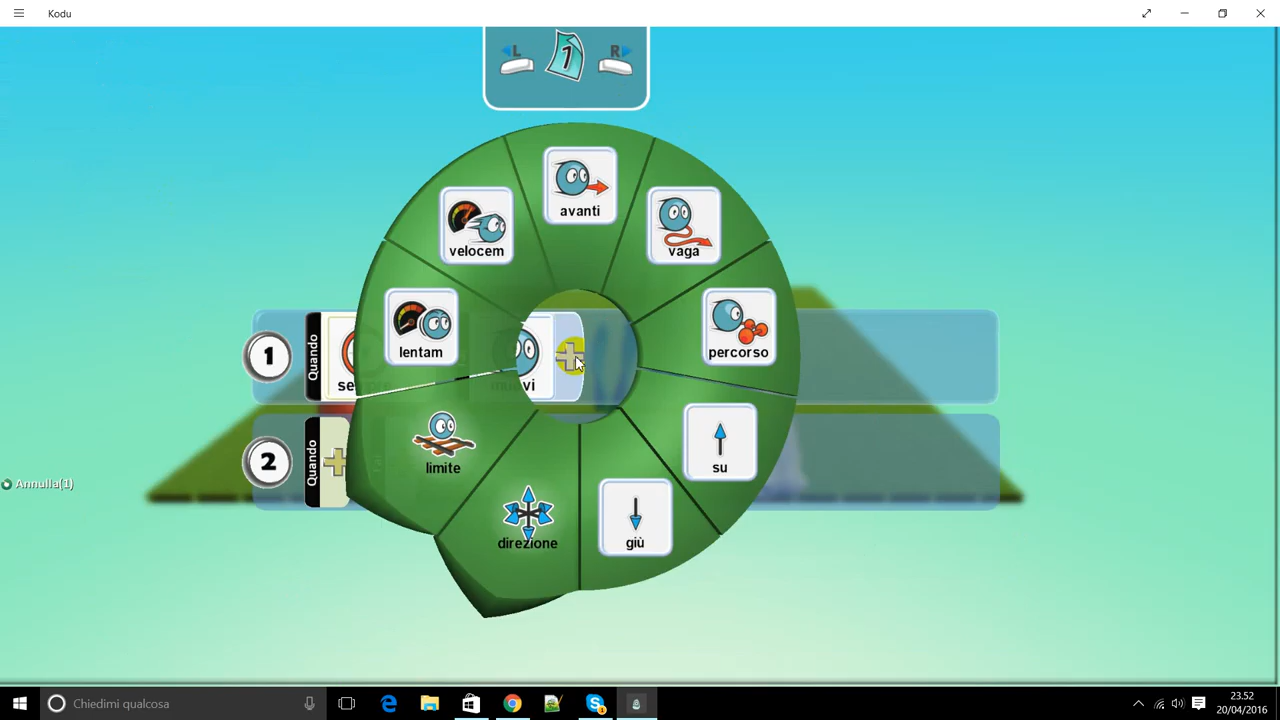 Kodu
L 1 R
avanti
velocem
vaga
lentam
percorso
1 Quando
muovi
limite
su
2 Quando
direzione
giù
Annulla(1)
Chiedimi qualcosa
23.52
20/04/2016